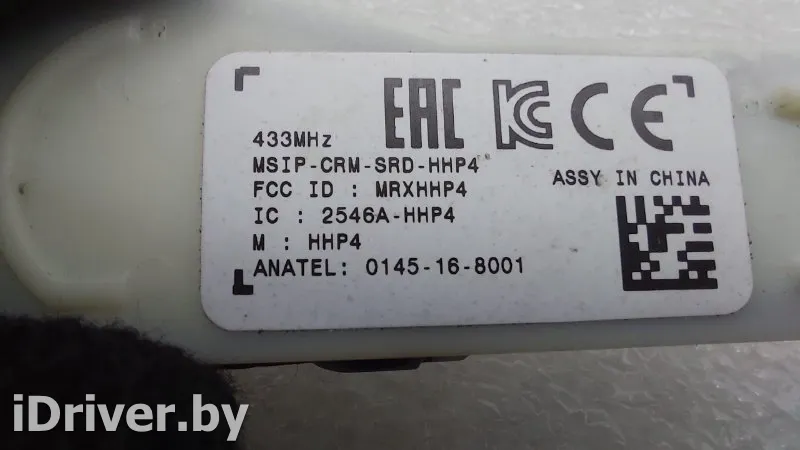 EAC KC CE
433MHz
MSIP-CRM-SRD-HHP4
FCC ID : MRXHHP4
ASSY IN CHINA
IC : 2546A-HHP4
M : HHP4
ANATEL: 0145-16-8001
iDriver.by